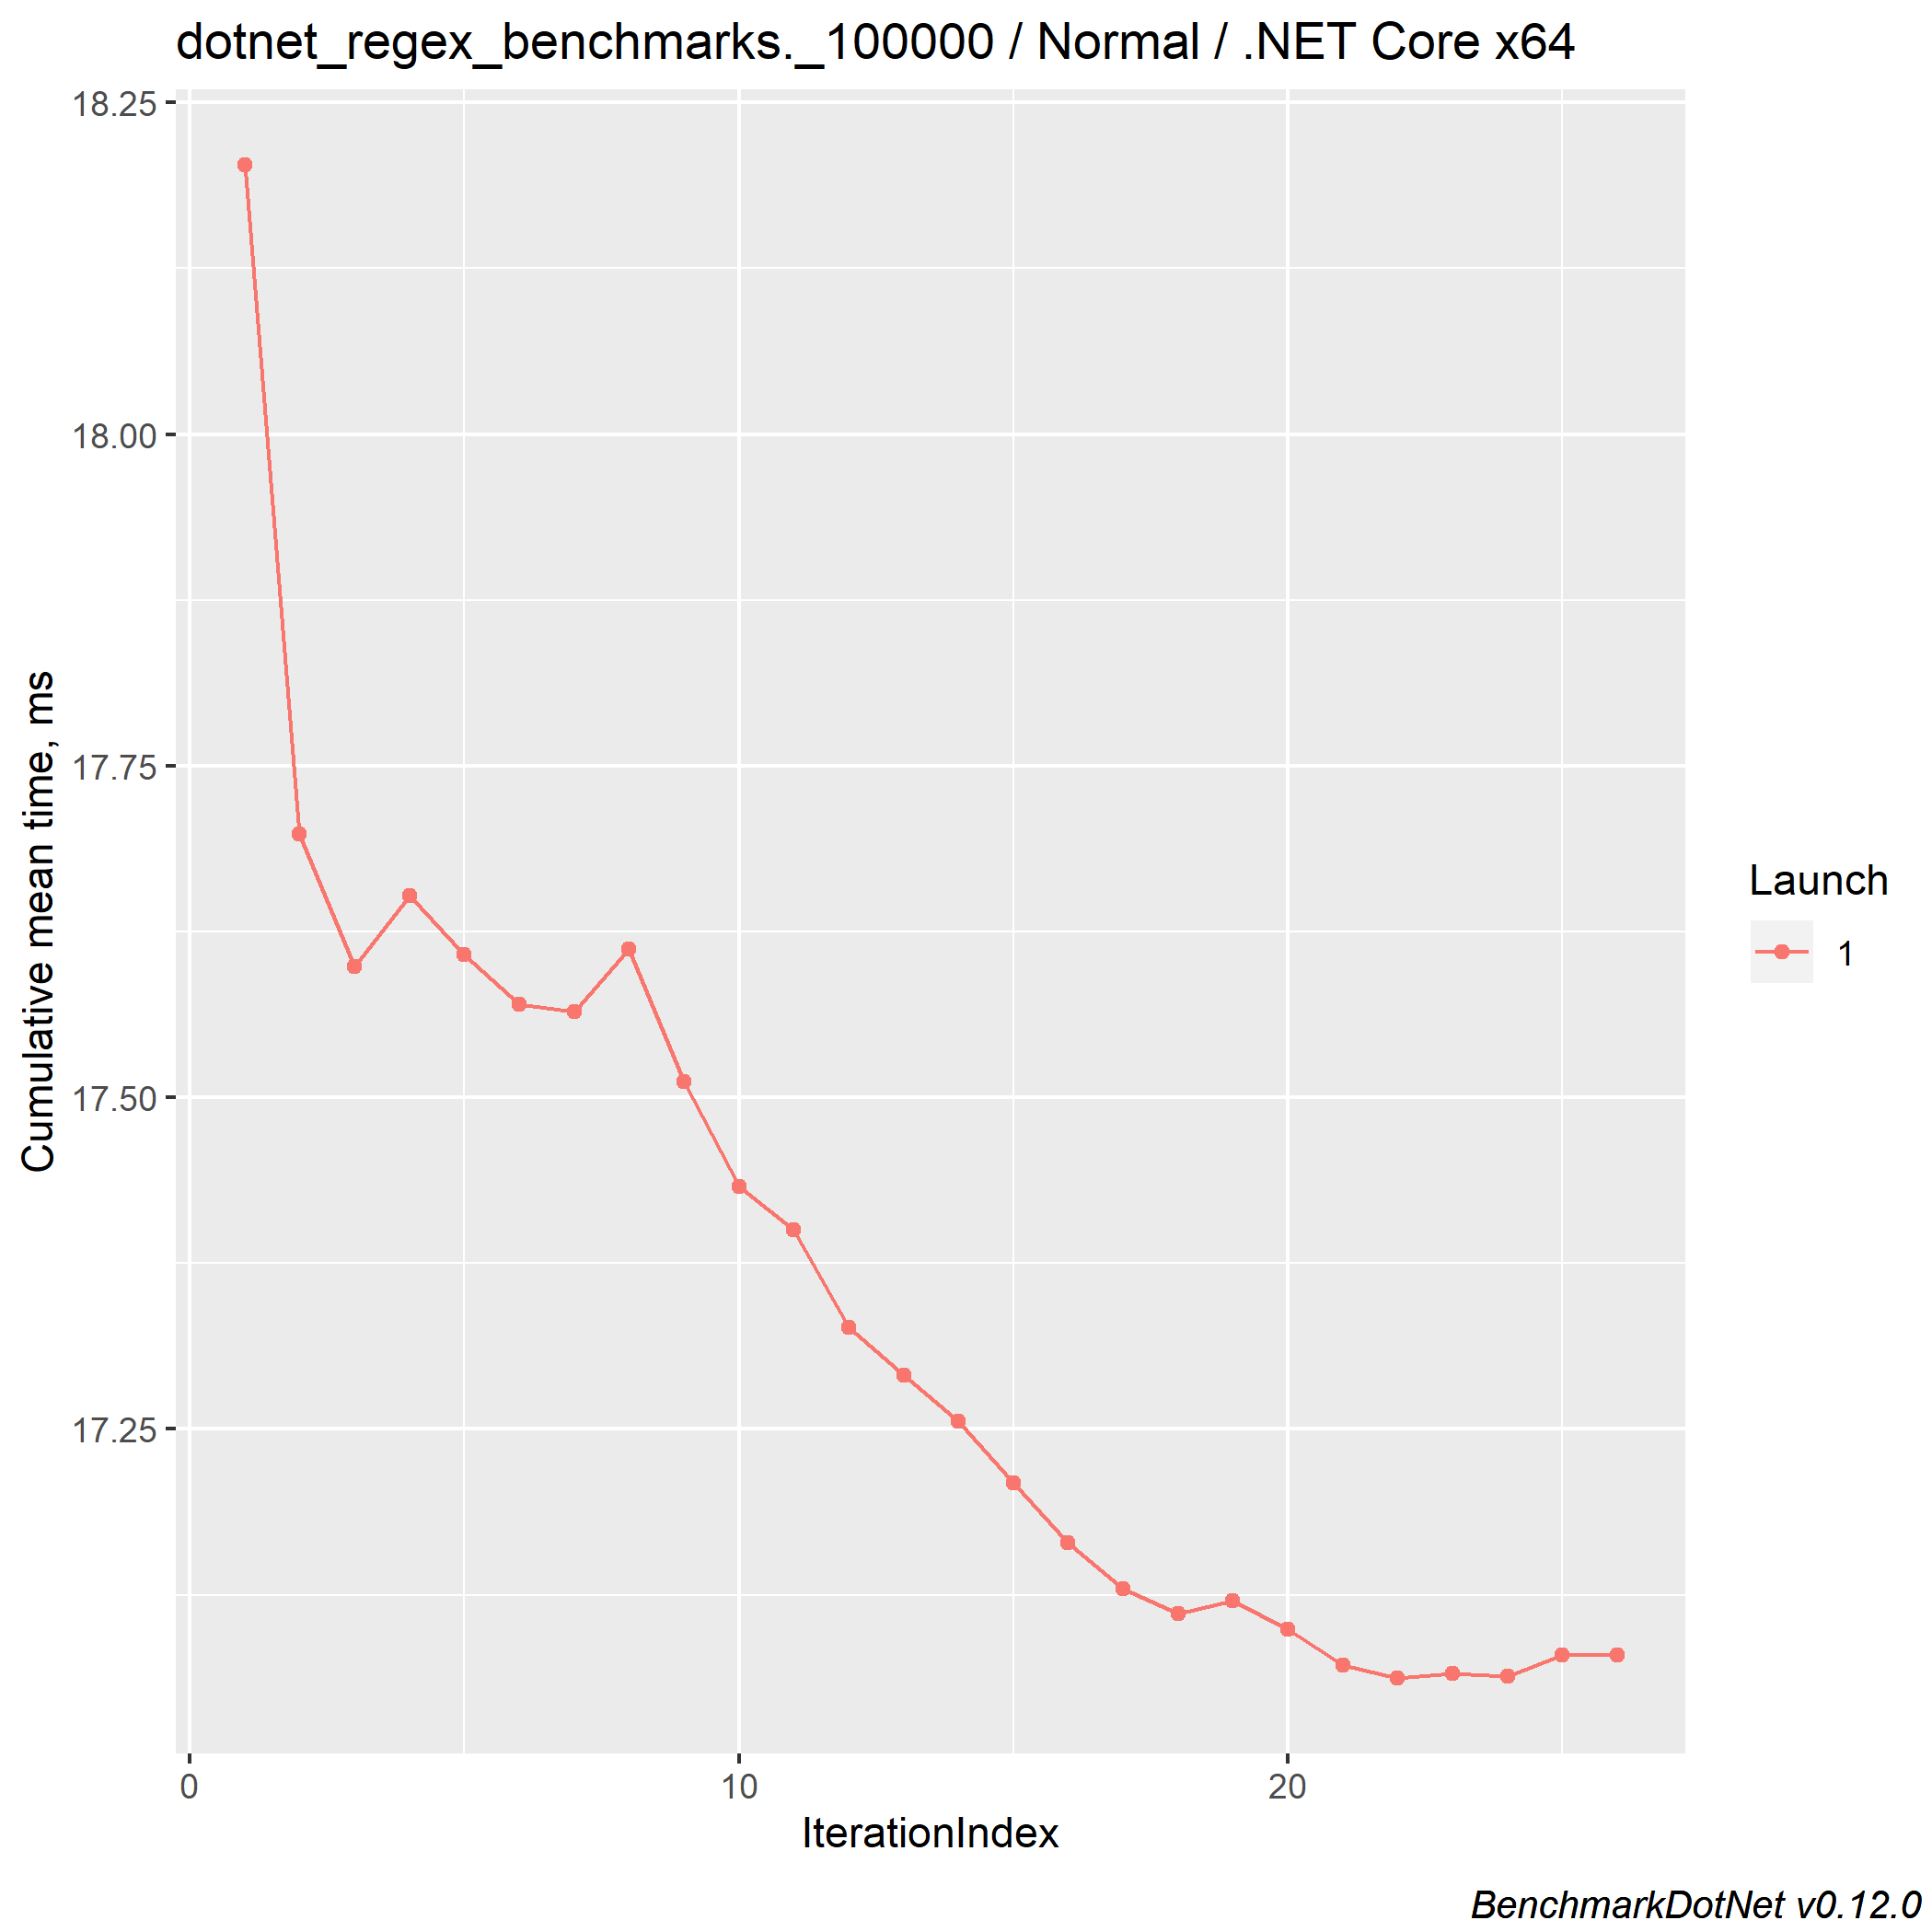 dotnet_regex_benchmarks._100000 / Normal / .NET Core x64
Cumulative mean time, ms
18.25
18.00
17.75
17.50
17.25
0 10 20
IterationIndex
Launch
1
BenchmarkDotNet v0.12.0